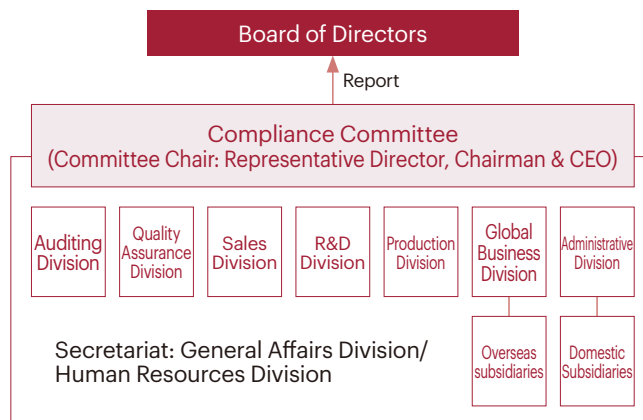 Board of Directors
Report
Compliance Committee
(Committee Chair: Representative Director, Chairman & CEO)
Auditing
Division
Quality
Assurance
Division
Sales
Division
R&D
Division
Production
Division
Global
Business
Division
Administrative
Division
Secretariat: General Affairs Division/
Human Resources Division
Overseas
subsidiaries
Domestic
Subsidiaries